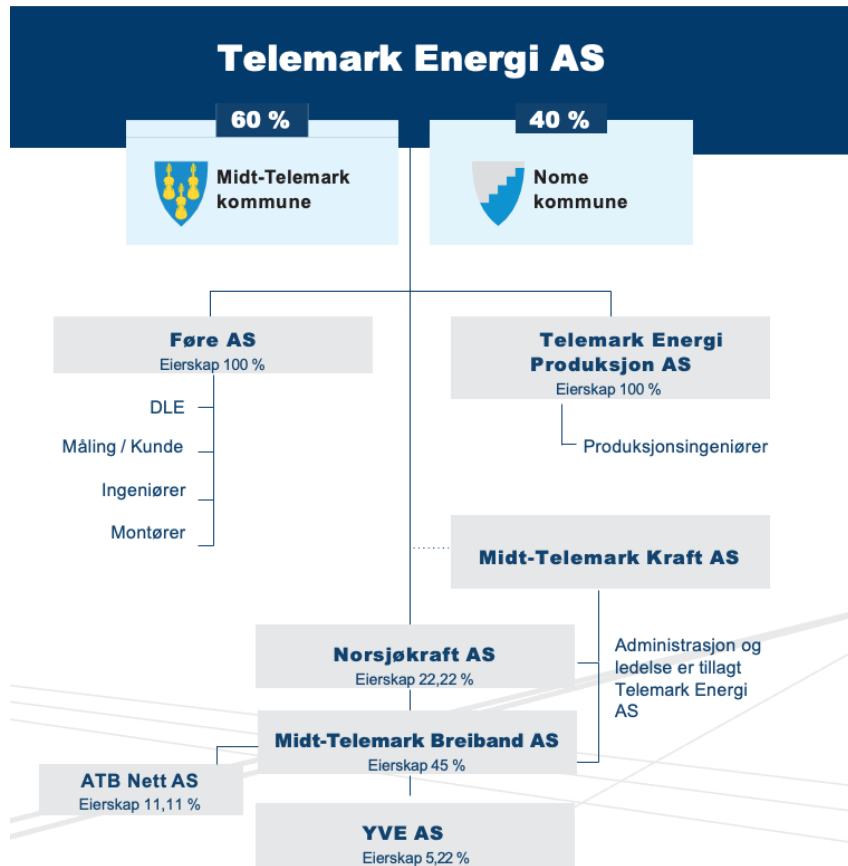 Telemark Energi AS
60 %
40 %
Midt-Telemark
kommune
Nome
kommune
Føre AS
Eierskap 100 %
DLE
Måling / Kunde
Ingeniører
Montører
Telemark Energi
Produksjon AS
Eierskap 100 %
Produksjonsingeniører
Midt-Telemark Kraft AS
Administrasjon og
ledelse er tillagt
Telemark Energi
AS
Norsjøkraft AS
Eierskap 22,22 %
Midt-Telemark Breiband AS
Eierskap 45 %
ATB Nett AS
Eierskap 11,11 %
YVE AS
Eierskap 5,22 %